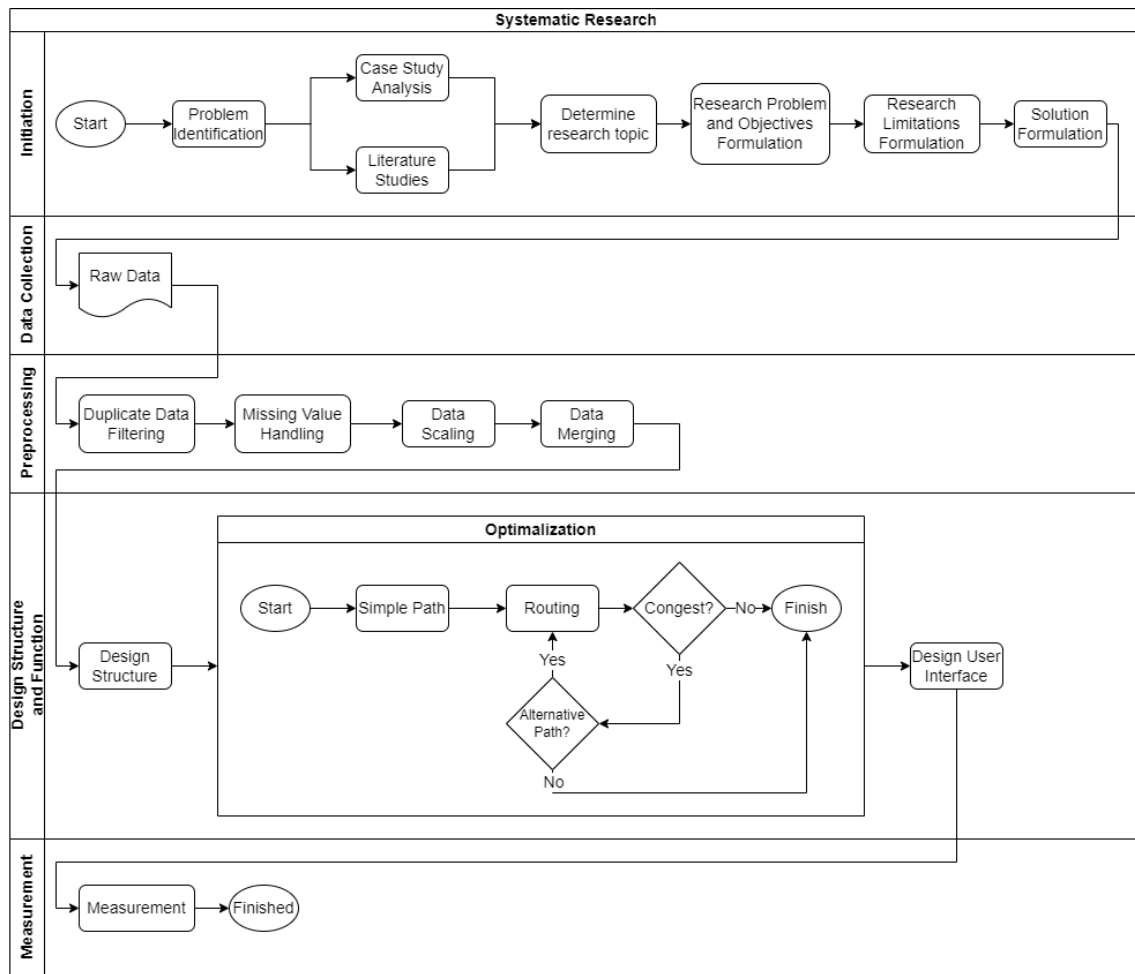 Systematic Research
Initiation
Start
Problem
Identification
Case Study
Analysis
Literature
Studies
Determine
research topic
Research Problem
and Objectives
Formulation
Research
Limitations
Formulation
Solution
Formulation
Data Collection
Raw Data
Preprocessing
Duplicate Data
Filtering
Missing Value
Handling
Data
Scaling
Data
Merging
Design Structure
and Function
Design
Structure
Optimalization
Start
Simple Path
Routing
Congest?
No
Finish
Yes
Yes
Alternative
Path?
No
Design User
Interface
Measurement
Measurement
Finished